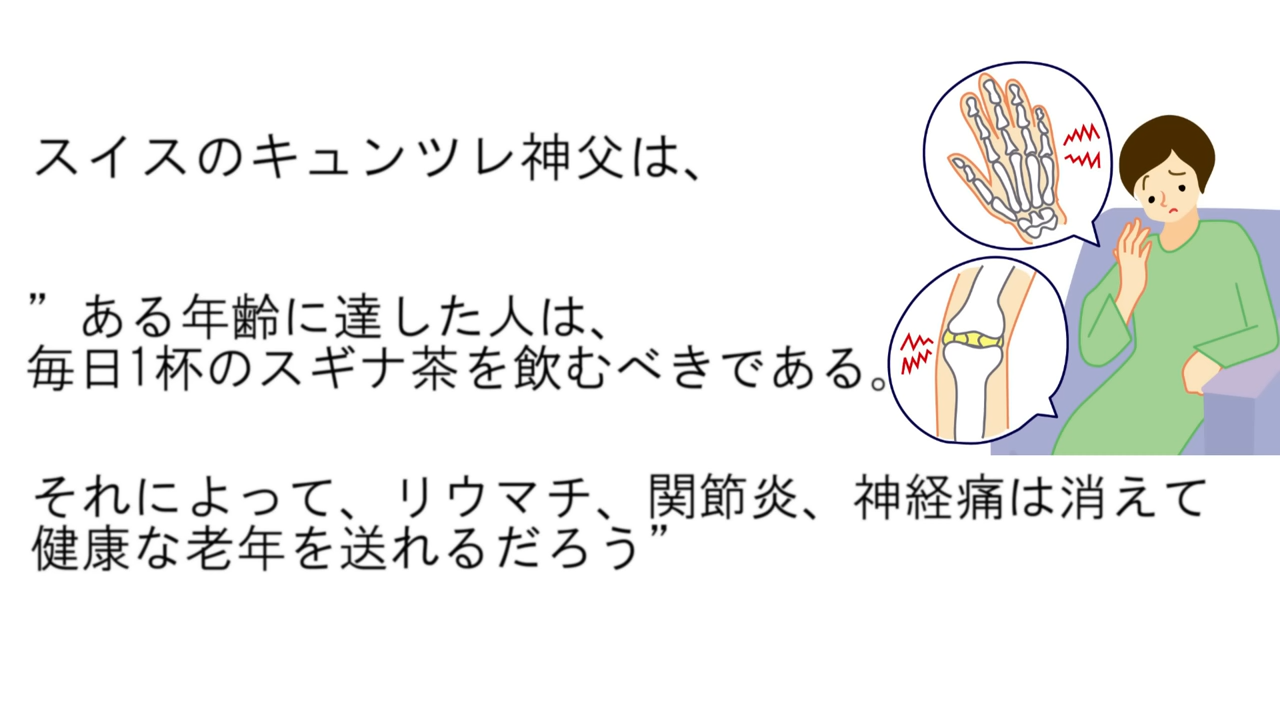 スイスのキュンツレ神父は、
”ある年齢に達した人は、
毎日1杯のスギナ茶を飲むべきである。
それによって、リウマチ、関節炎、神経痛は消えて
健康な老年を送れるだろう”